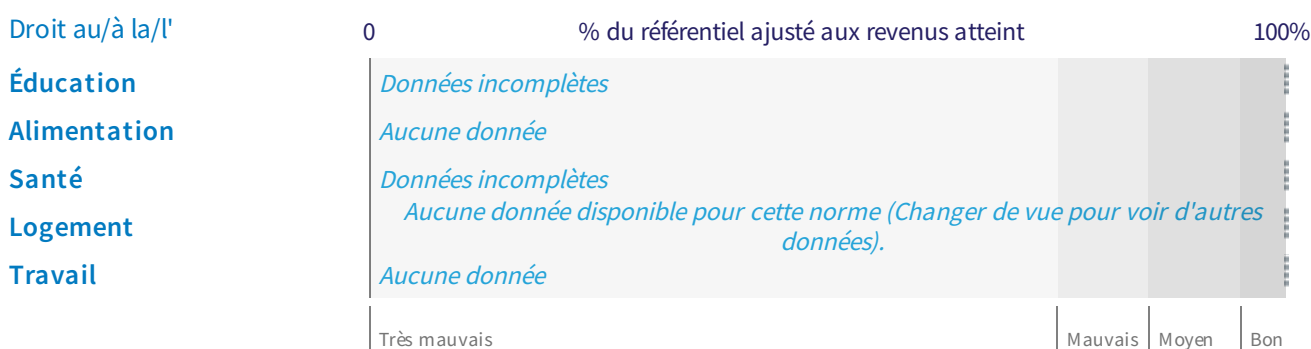 Droit au/à la/l' 0 % du référentiel ajusté aux revenus atteint 100%
Éducation Données incomplètes
Alimentation Aucune donnée
Santé Données incomplètes
Logement Aucune donnée disponible pour cette norme (Changer de vue pour voir d'autres
données).
Travail Aucune donnée
Très mauvais Mauvais Moyen Bon